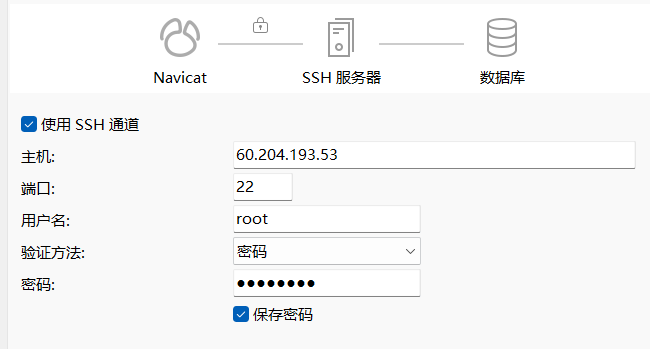 Navicat SSH 服务器 数据库
使用 SSH 通道
主机: 60.204.193.53
端口: 22
用户名: root
验证方法: 密码
密码: ●●●●●●●●
保存密码